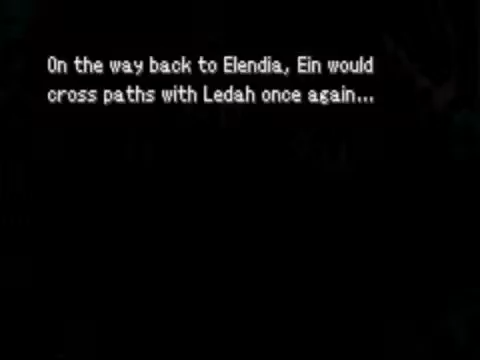 On the way back to Elendia, Ein would
cross paths with Ledah once again...